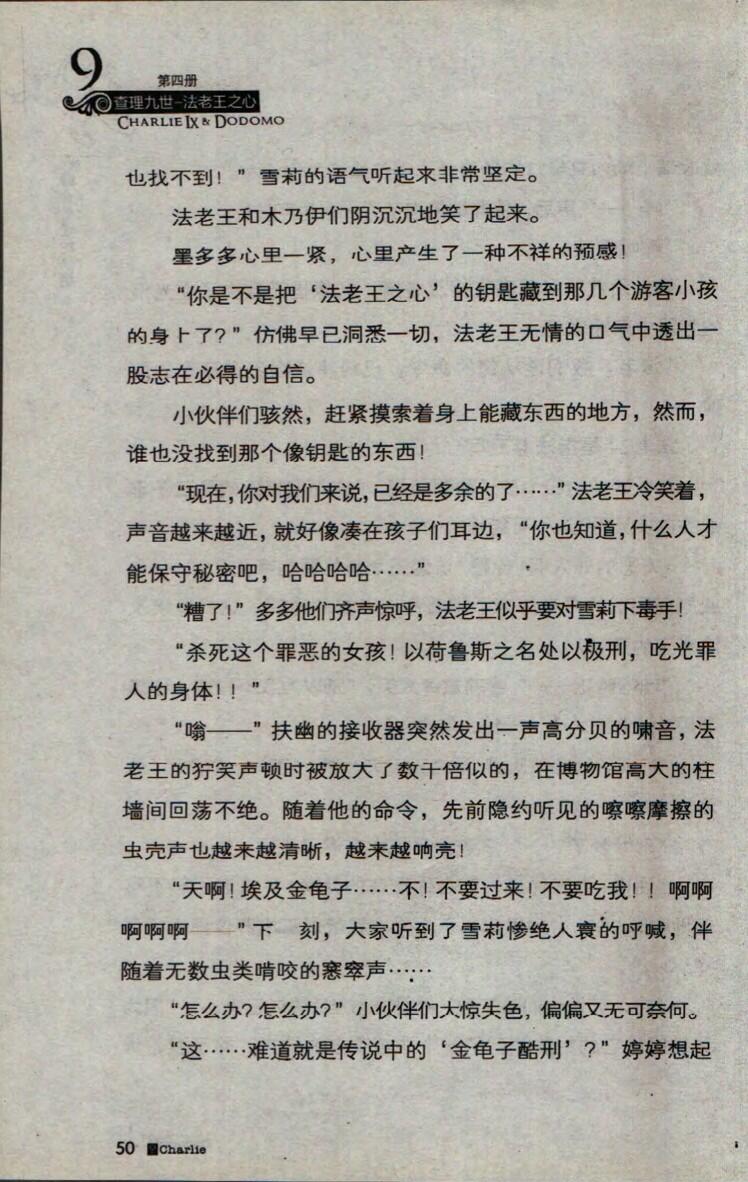 9
第四册
查理九世-法老王之心
CHARLIE IX & DODOMO
也找不到！”雪莉的语气听起来非常坚定。
法老王和木乃伊们阴沉沉地笑了起来。
墨多多心里一紧，心里产生了一种不祥的预感！
“你是不是把‘法老王之心’的钥匙藏到那几个游客小孩
的身上了？”仿佛早已洞悉一切，法老王无情的口气中透出一
股志在必得的自信。
小伙伴们骇然，赶紧摸索着身上能藏东西的地方，然而，
谁也没找到那个像钥匙的东西！
“现在，你对我们来说，已经是多余的了……”法老王冷笑着，
声音越来越近，就好像凑在孩子们耳边，“你也知道，什么人才
能保守秘密吧，哈哈哈哈……”
“糟了！”多多他们齐声惊呼，法老王似乎要对雪莉下毒手！
“杀死这个罪恶的女孩！以荷鲁斯之名处以极刑，吃光罪
人的身体！！”
“嗡——”扶幽的接收器突然发出一声高分贝的啸音，法
老王的狞笑声顿时被放大了数千倍似的，在博物馆高大的柱
墙间回荡不绝。随着他的命令，先前隐约听见的嚓嚓摩擦的
虫壳声也越来越清晰，越来越响亮！
“天啊！埃及金龟子……不！不要过来！不要吃我！！啊啊
啊啊啊——”下一刻，大家听到了雪莉惨绝人寰的呼喊，伴
随着无数虫类啃咬的窸窣声……
“怎么办？怎么办？”小伙伴们大惊失色，偏偏又无可奈何。
“这……难道就是传说中的‘金龟子酷刑’？”婷婷想起
50 Charlie